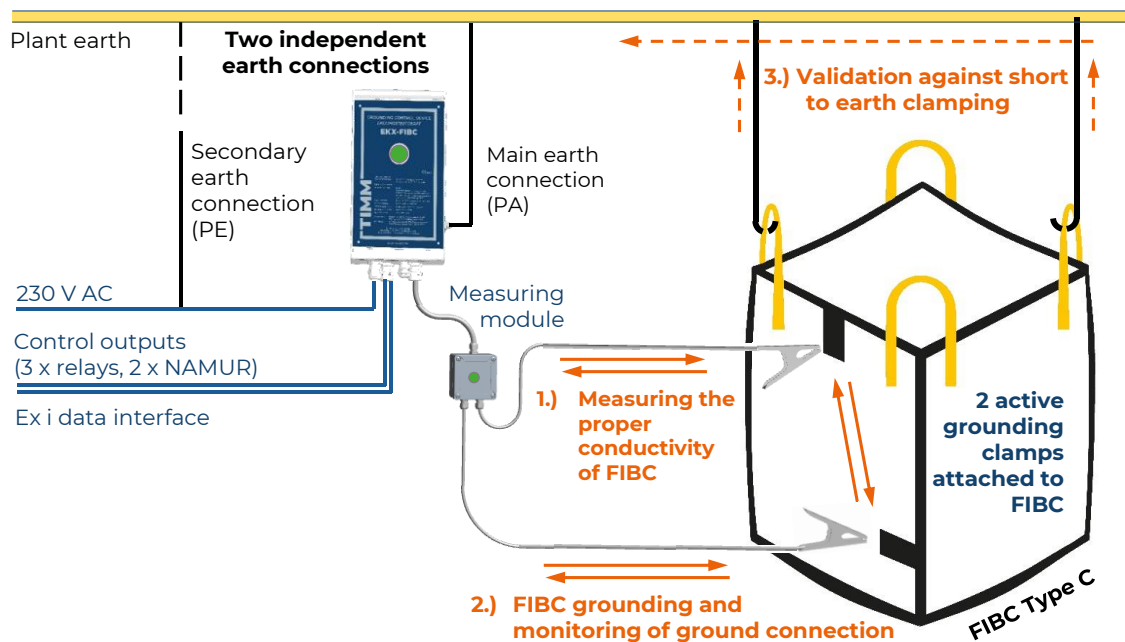 Plant earth
Two independent
earth connections
3.) Validation against short
to earth clamping
GROUNDING CONTROL DEVICE
EKX-FIBC
TIMM
Secondary
earth
connection
(PE)
Main earth
connection
(PA)
230 V AC
Measuring
module
Control outputs
(3 x relays, 2 x NAMUR)
Ex i data interface
1.) Measuring the
proper
conductivity
of FIBC
2 active
grounding
clamps
attached to
FIBC
2.) FIBC grounding and
monitoring of ground connection
FIBC Type C